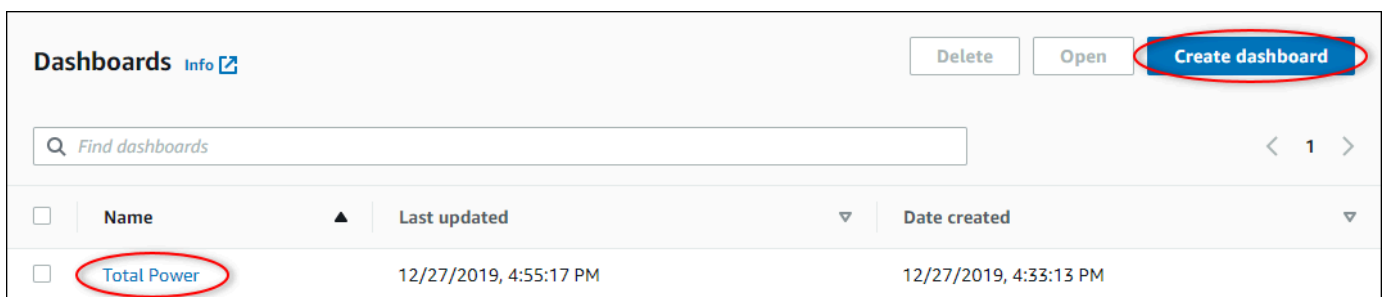 Dashboards Info
Delete Open Create dashboard
Find dashboards
1
Name Last updated Date created
Total Power 12/27/2019, 4:55:17 PM 12/27/2019, 4:33:13 PM